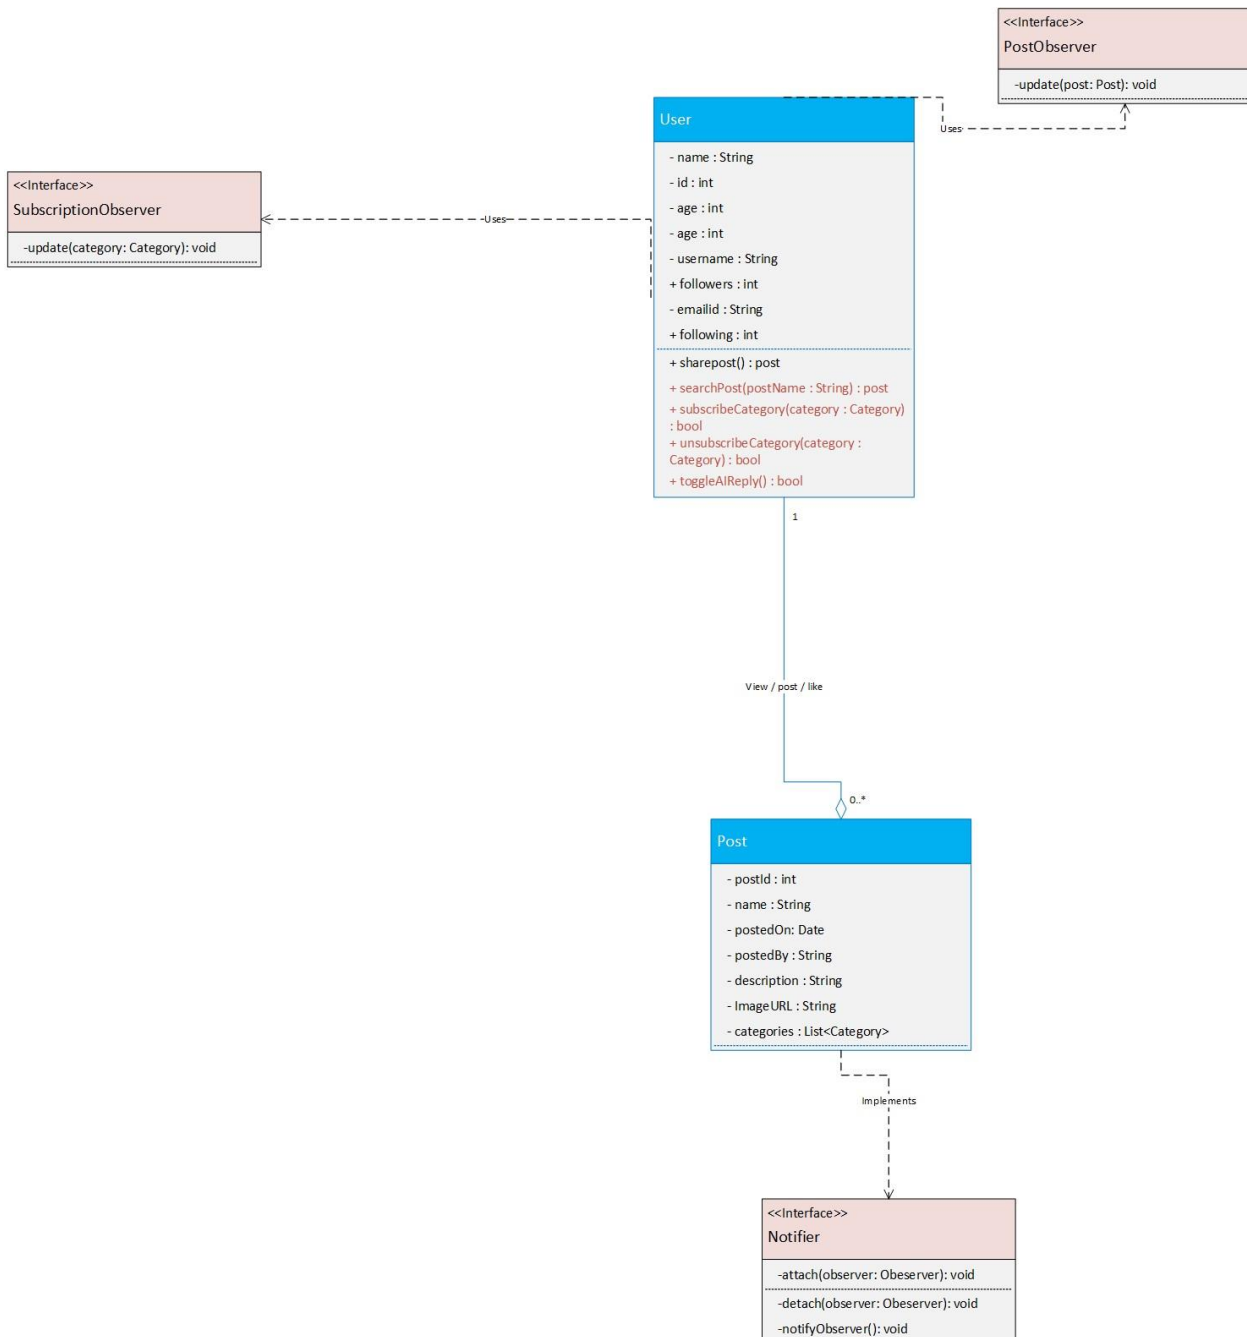 <<Interface>>
PostObserver
-update(post: Post): void
Uses
User
- name : String
- id : int
- age : int
- age : int
- username : String
+ followers : int
- emailid : String
+ following : int
+ sharepost() : post
+ searchPost(postName : String) : post
+ subscribeCategory(category : Category)
: bool
+ unsubscribeCategory(category :
Category) : bool
+ toggleAIReply() : bool
<<Interface>>
SubscriptionObserver
-update(category: Category): void
Uses
1
View / post / like
0..*
Post
- postId : int
- name : String
- postedOn: Date
- postedBy : String
- description : String
- ImageURL : String
- categories : List<Category>
Implements
<<Interface>>
Notifier
-attach(observer: Obeserver): void
-detach(observer: Obeserver): void
-notifyObserver(): void